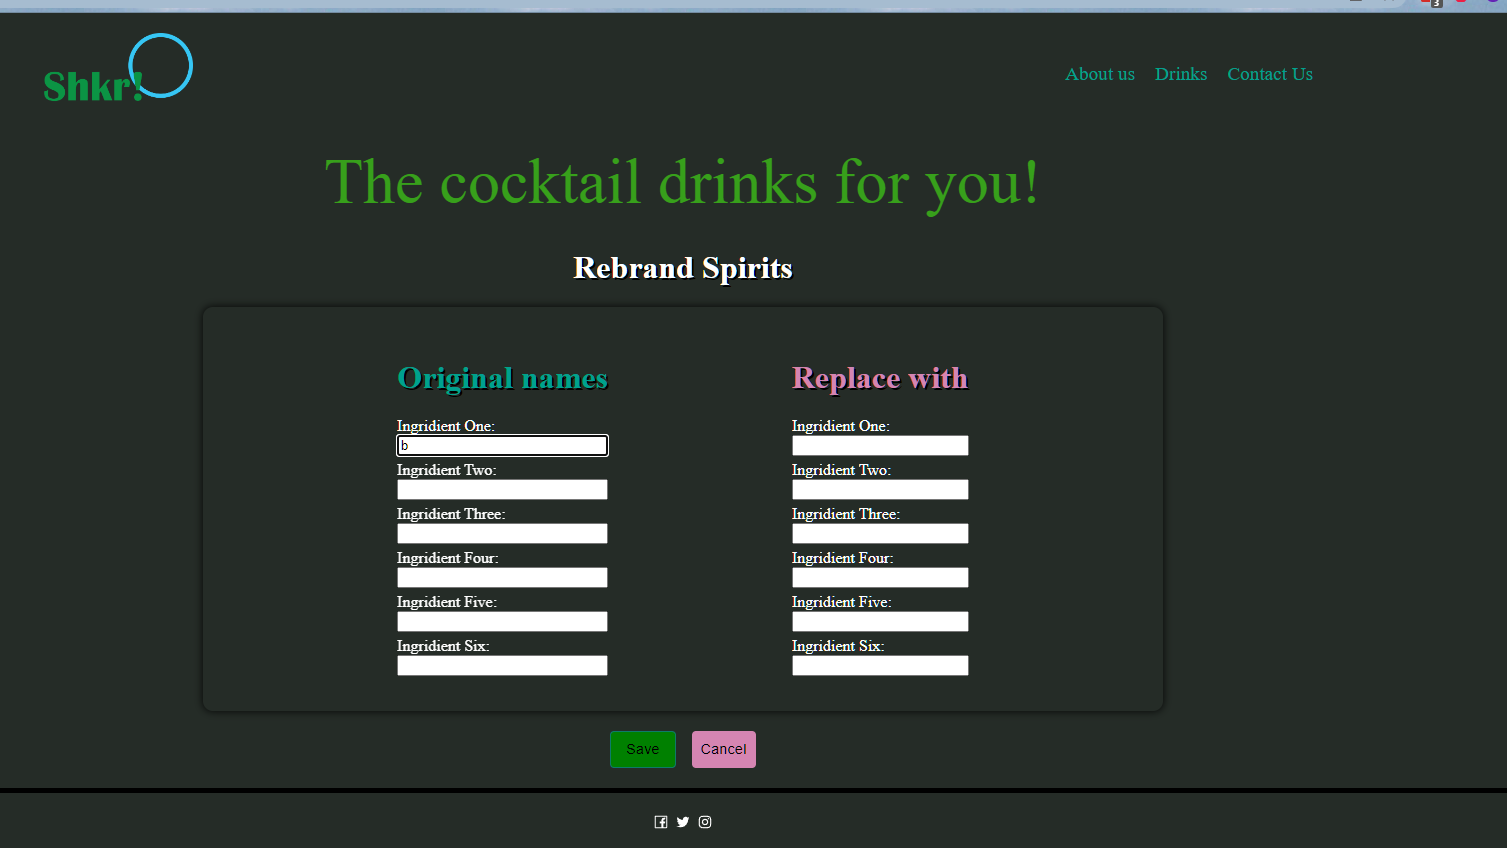 3
Shkr!
About us Drinks Contact Us
The cocktail drinks for you!
Rebrand Spirits
Original names
Ingridient One:
b
Ingridient Two:
Ingridient Three:
Ingridient Four:
Ingridient Five:
Ingridient Six:
Replace with
Ingridient One:
Ingridient Two:
Ingridient Three:
Ingridient Four:
Ingridient Five:
Ingridient Six:
Save Cancel